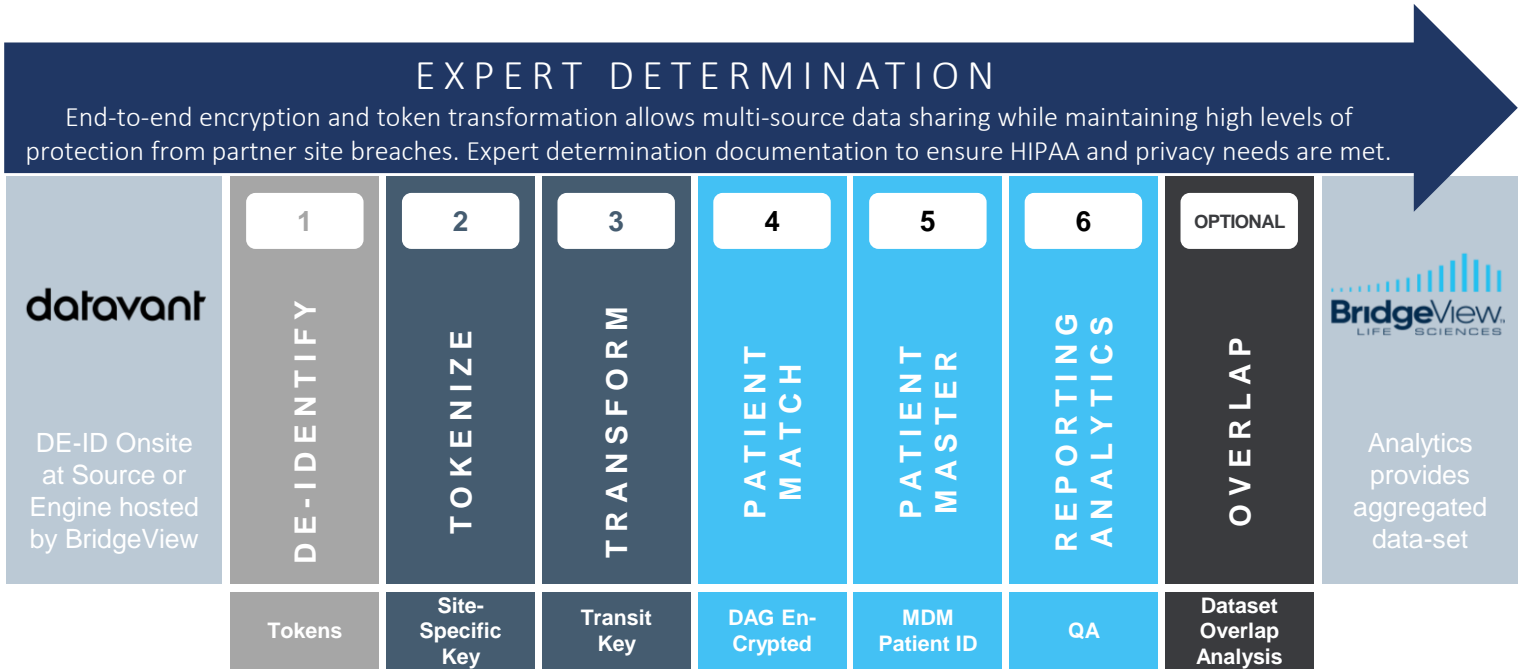 EXPERT DETERMINATION
End-to-end encryption and token transformation allows multi-source data sharing while maintaining high levels of
protection from partner site breaches. Expert determination documentation to ensure HIPAA and privacy needs are met.
datavant
DE-ID Onsite
at Source or
Engine hosted
by BridgeView
1
DE-IDENTIFY
Tokens
2
TOKENIZE
Site-
Specific
Key
3
TRANSFORM
Transit
Key
4
PATIENT
MATCH
DAG En-
Crypted
5
PATIENT
MASTER
MDM
Patient ID
6
REPORTING
ANALYTICS
QA
OPTIONAL
OVERLAP
Dataset
Overlap
Analysis
BridgeView™
LIFE SCIENCES
Analytics
provides
aggregated
data-set